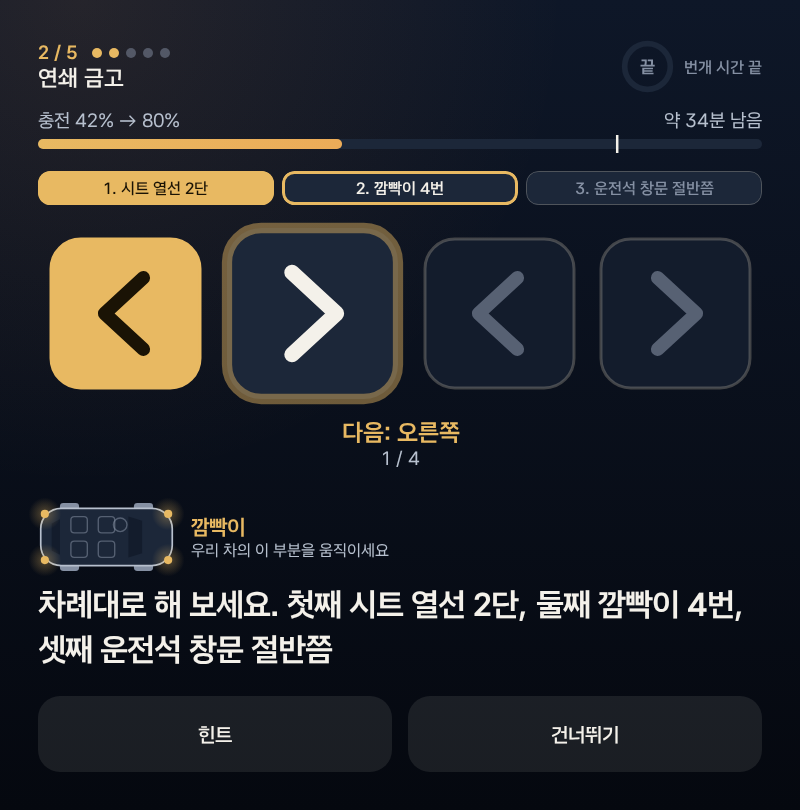 2 / 5
연쇄 금고
끝
번개 시간 끝
충전 42% → 80%
약 34분 남음
1. 시트 열선 2단
2. 깜빡이 4번
3. 운전석 창문 절반쯤
다음: 오른쪽
1 / 4
깜빡이
우리 차의 이 부분을 움직이세요
차례대로 해 보세요. 첫째 시트 열선 2단, 둘째 깜빡이 4번,
셋째 운전석 창문 절반쯤
힌트
건너뛰기